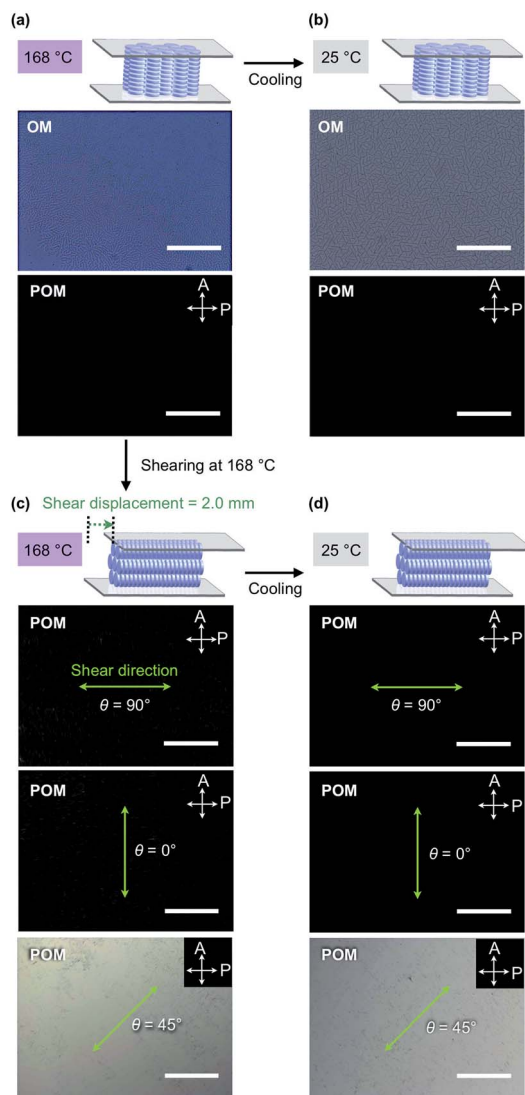 (a)
168 °C
Cooling
(b)
25 °C
OM
OM
POM
A
P
POM
A
P
Shearing at 168 °C
(c)
Shear displacement = 2.0 mm
168 °C
Cooling
(d)
25 °C
POM
A
P
Shear direction
θ = 90°
POM
A
P
θ = 90°
POM
A
P
θ = 0°
POM
A
P
θ = 0°
POM
A
P
θ = 45°
POM
A
P
θ = 45°